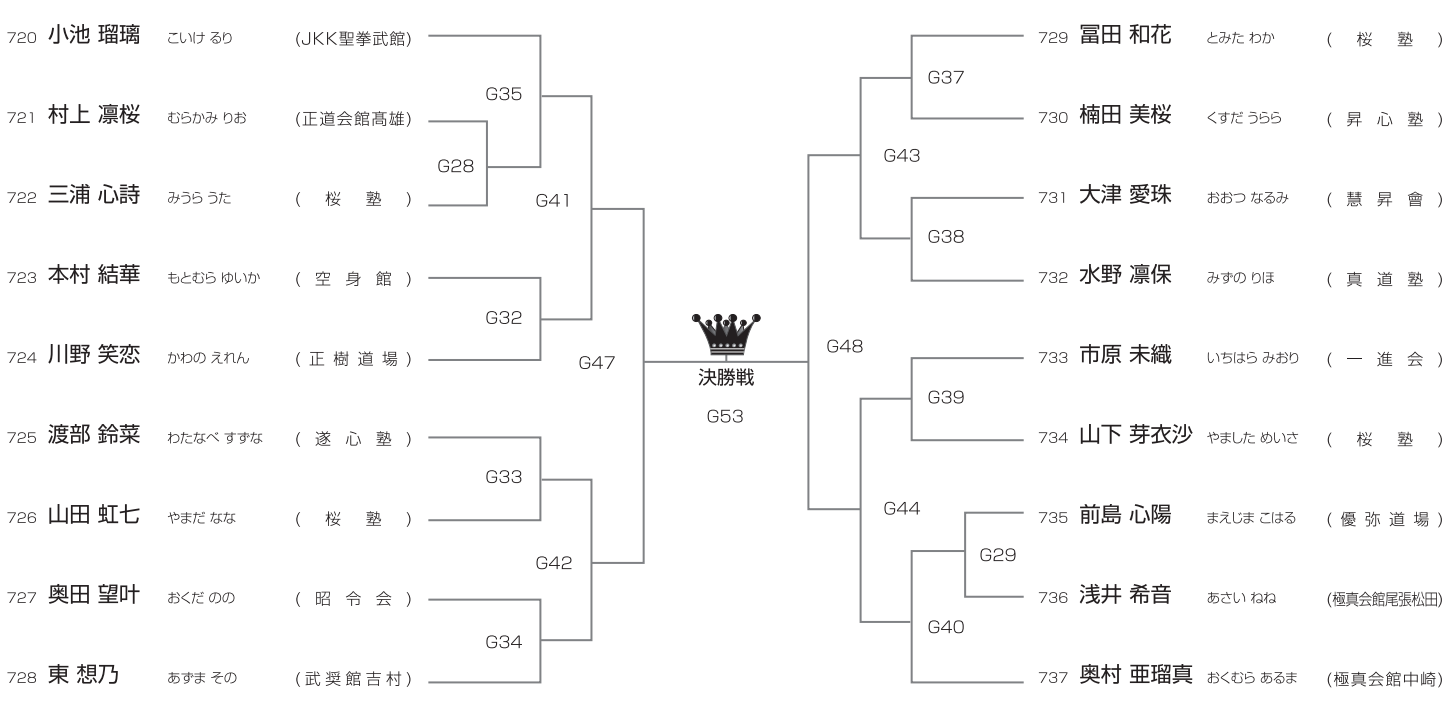 720 小池 瑠璃 こいけ るり (JKK聖拳武館)
721 村上 凛桜 むらかみ りお (正道会館髙雄)
722 三浦 心詩 みうら うた ( 桜 塾 )
723 本村 結華 もとむら ゆいか ( 空 身 館 )
724 川野 笑恋 かわの えれん ( 正 樹 道 場 )
725 渡部 鈴菜 わたなべ すずな ( 遂 心 塾 )
726 山田 虹七 やまだ なな ( 桜 塾 )
727 奥田 望叶 おくだ のの ( 昭 令 会 )
728 東 想乃 あずま その ( 武 奨 館 吉 村 )
G35
G28
G41
G32
G47
G33
G42
G34
決勝戦
G53
G37
G43
G38
G48
G39
G44
G29
G40
729 冨田 和花 とみた わか ( 桜 塾 )
730 楠田 美桜 くすだ うらら ( 昇 心 塾 )
731 大津 愛珠 おおつ なるみ ( 慧 昇 會 )
732 水野 凛保 みずの りほ ( 真 道 塾 )
733 市原 未織 いちはら みおり ( 一 進 会 )
734 山下 芽衣沙 やました めいさ ( 桜 塾 )
735 前島 心陽 まえじま こはる ( 優 弥 道 場 )
736 浅井 希音 あさい ねね (極真会館尾張松田)
737 奥村 亜瑠真 おくむら あるま (極真会館中崎)